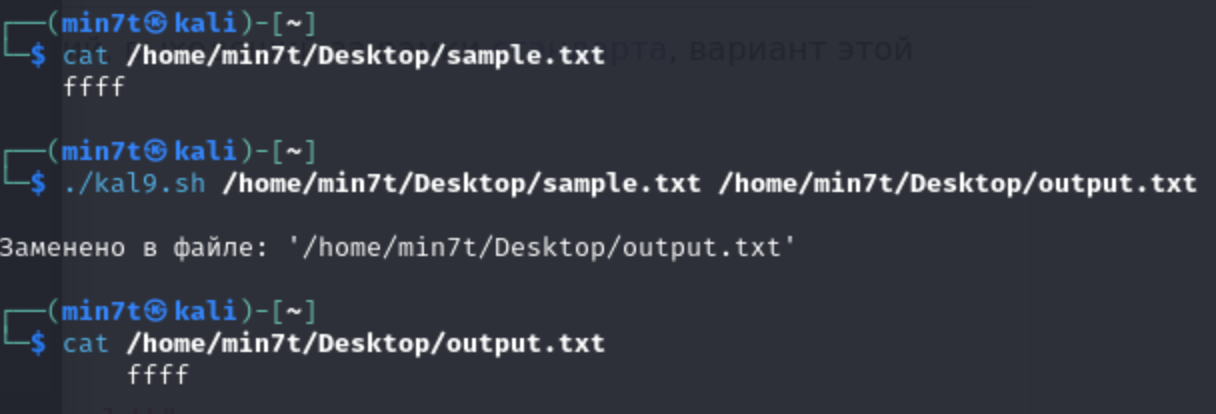 ┌──(min7t㉿kali)-[~]
└─$ cat /home/min7t/Desktop/sample.txt
    ffff
┌──(min7t㉿kali)-[~]
└─$ ./kal9.sh /home/min7t/Desktop/sample.txt /home/min7t/Desktop/output.txt
Заменено в файле: '/home/min7t/Desktop/output.txt'
┌──(min7t㉿kali)-[~]
└─$ cat /home/min7t/Desktop/output.txt
        ffff